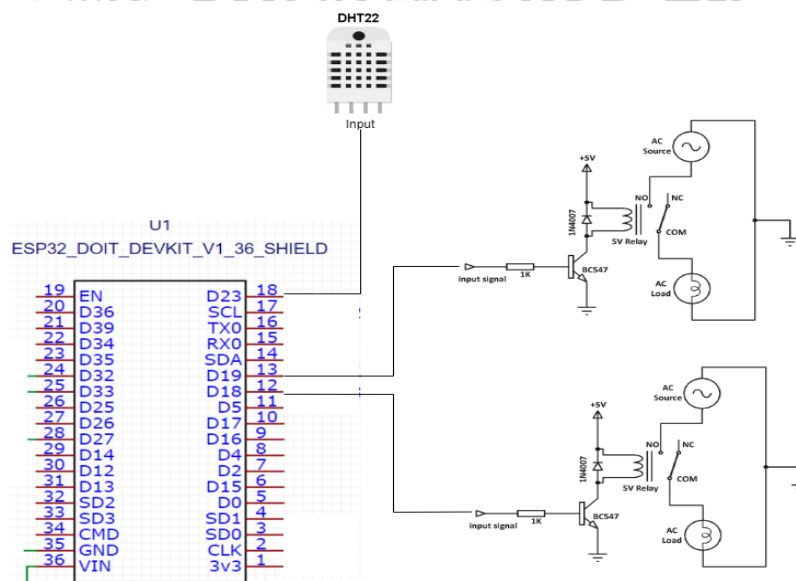 DHT22
Input
U1
ESP32_DOIT_DEVKIT_V1_36_SHIELD
19 EN D23 18
20 D36 SCL 17
21 D39 TX0 16
22 D34 RX0 15
23 D35 SDA 14
24 D32 D19 13
25 D33 D18 12
26 D25 D5 11
27 D26 D17 10
28 D27 D16 9
29 D14 D4 8
30 D12 D2 7
31 D13 D15 6
32 SD2 D0 5
33 SD3 SD1 4
34 CMD SD0 3
35 GND CLK 2
36 VIN 3v3 1
AC
Source
+5V
NO
NC
1N4007
5V Relay
COM
BC547
input signal
1K
AC
Load
AC
Source
+5V
NO
NC
1N4007
5V Relay
COM
BC547
input signal
1K
AC
Load